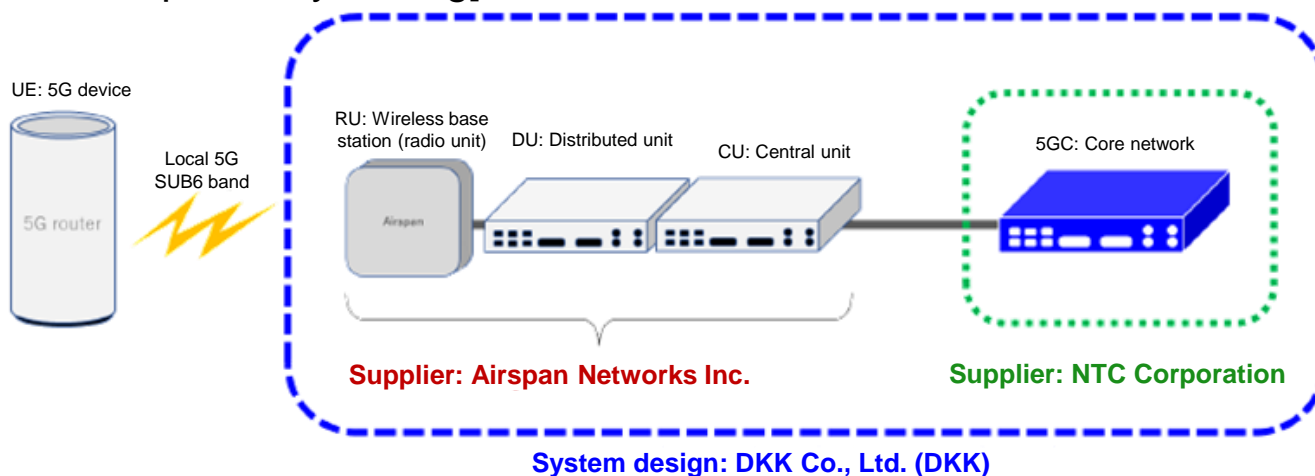 UE: 5G device
5G router
Local 5G
SUB6 band
RU: Wireless base
station (radio unit)
Airspan
DU: Distributed unit
CU: Central unit
5GC: Core network
Supplier: Airspan Networks Inc.
Supplier: NTC Corporation
System design: DKK Co., Ltd. (DKK)